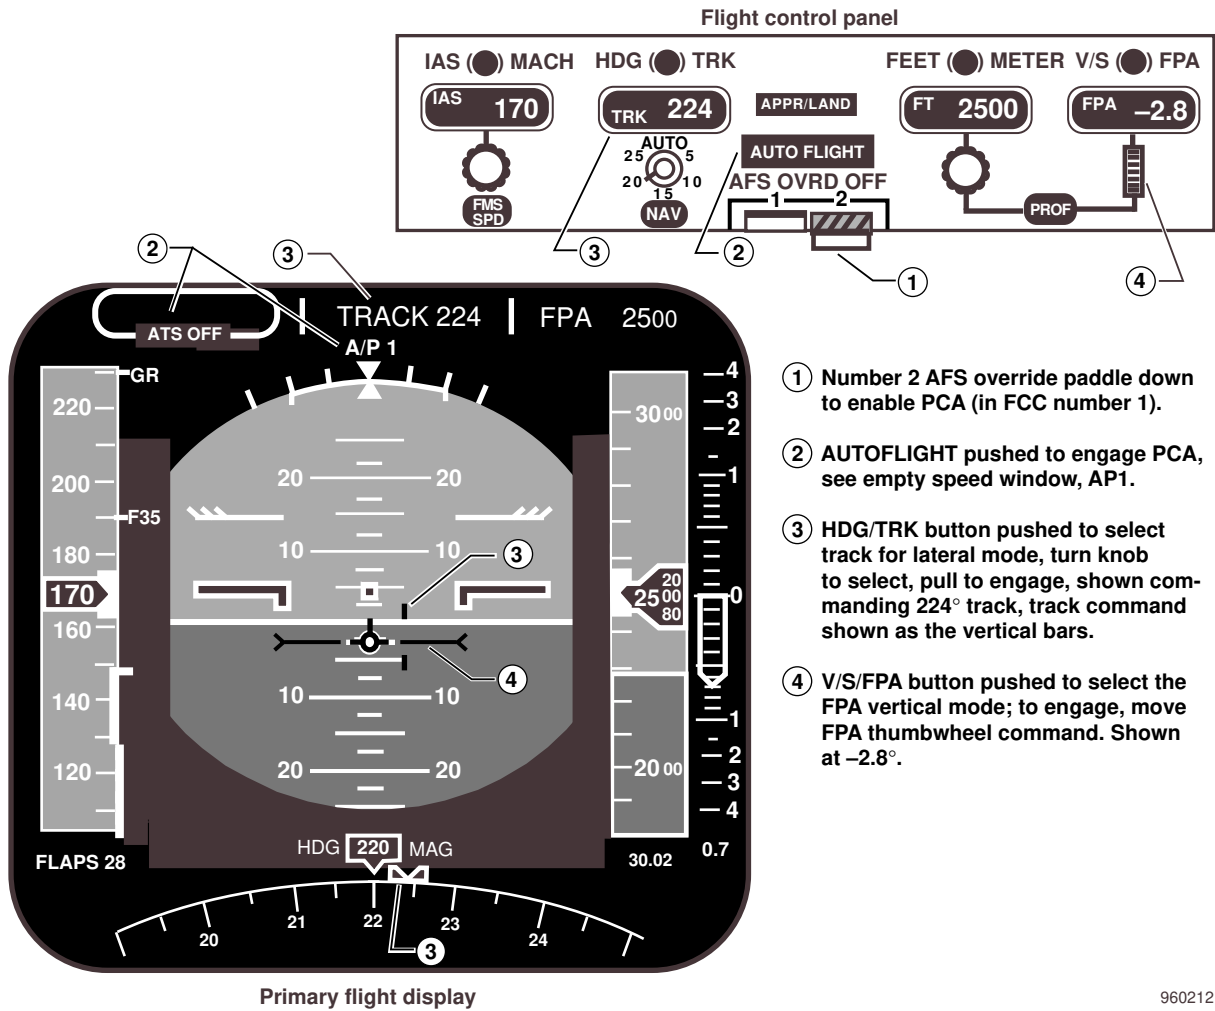 Flight control panel
IAS ( ) MACH
HDG ( ) TRK
FEET ( ) METER
V/S ( ) FPA
IAS 170
TRK 224
APPR/LAND
FT 2500
FPA –2.8
AUTO
25 5
20 10
15
AUTO FLIGHT
AFS OVRD OFF
1 2
FMS
SPD
NAV
PROF
2
3
3
2
1
4
ATS OFF
TRACK 224
FPA 2500
A/P 1
GR
220
200
F35
180
170
160
140
120
FLAPS 28
20 20
10 10
10 10
20 20
3
4
3000
20
2500
80
2000
30.02
4
3
2
1
0
1
2
3
4
0.7
HDG 220 MAG
20
21
22
23
24
3
Primary flight display
1 Number 2 AFS override paddle down
to enable PCA (in FCC number 1).
2 AUTOFLIGHT pushed to engage PCA,
see empty speed window, AP1.
3 HDG/TRK button pushed to select
track for lateral mode, turn knob
to select, pull to engage, shown com-
manding 224° track, track command
shown as the vertical bars.
4 V/S/FPA button pushed to select the
FPA vertical mode; to engage, move
FPA thumbwheel command. Shown
at –2.8°.
960212